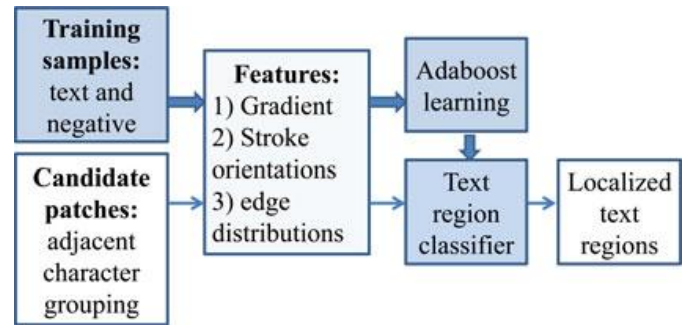 Training
samples:
text and
negative
Candidate
patches:
adjacent
character
grouping
Features:
1) Gradient
2) Stroke
orientations
3) edge
distributions
Adaboost
learning
Text
region
classifier
Localized
text
regions